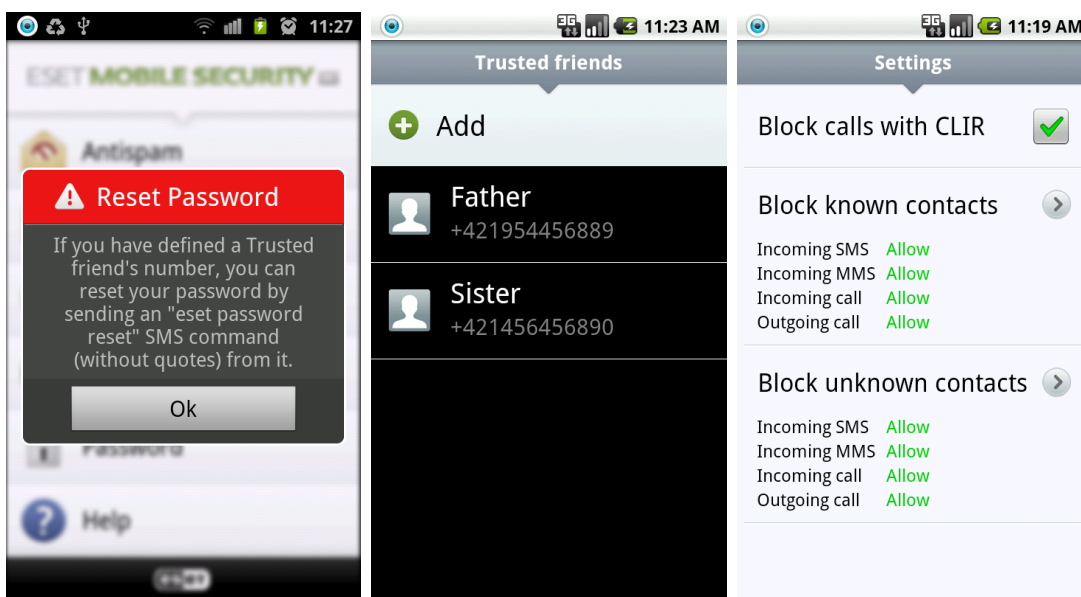 11:27
ESET MOBILE SECURITY
Antispam
Reset Password
If you have defined a Trusted
friend's number, you can
reset your password by
sending an "eset password
reset" SMS command
(without quotes) from it.
Ok
Password
Help
eset
3G 11:23 AM
Trusted friends
Add
Father
+421954456889
Sister
+421456456890
3G 11:19 AM
Settings
Block calls with CLIR
Block known contacts
Incoming SMS Allow
Incoming MMS Allow
Incoming call Allow
Outgoing call Allow
Block unknown contacts
Incoming SMS Allow
Incoming MMS Allow
Incoming call Allow
Outgoing call Allow